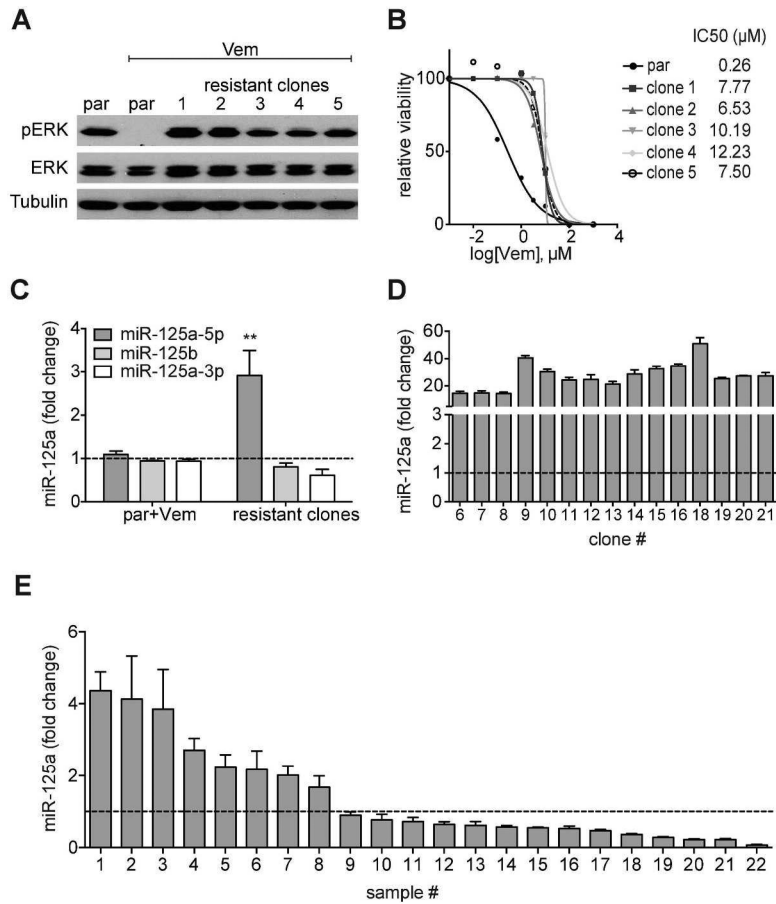 A
Vem
resistant clones
par par 1 2 3 4 5
pERK
ERK
Tubulin
B
relative viability
100
50
0
-2 0 2 4
log[Vem], µM
IC50 (µM)
par 0.26
clone 1 7.77
clone 2 6.53
clone 3 10.19
clone 4 12.23
clone 5 7.50
C
miR-125a (fold change)
4
3
2
1
0
miR-125a-5p
miR-125b
miR-125a-3p
**
par+Vem resistant clones
D
miR-125a (fold change)
60
40
20
3
2
1
0
6 7 8 9 10 11 12 13 14 15 16 18 19 20 21
clone #
E
miR-125a (fold change)
6
4
2
0
1 2 3 4 5 6 7 8 9 10 11 12 13 14 15 16 17 18 19 20 21 22
sample #